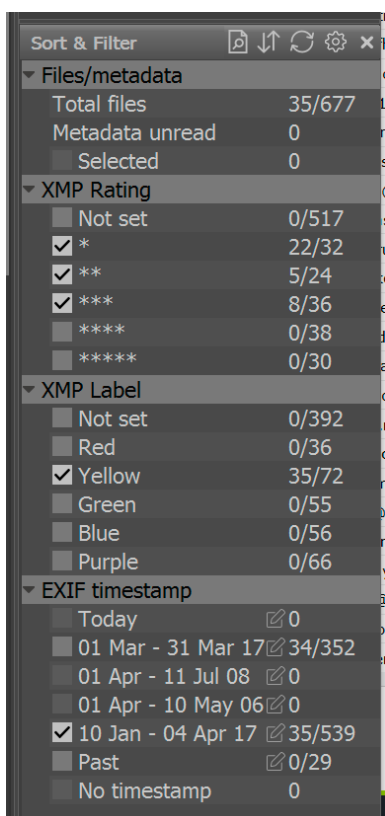 Sort & Filter
Files/metadata
Total files 35/677
Metadata unread 0
Selected 0
XMP Rating
Not set 0/517
* 22/32
** 5/24
*** 8/36
**** 0/38
***** 0/30
XMP Label
Not set 0/392
Red 0/36
Yellow 35/72
Green 0/55
Blue 0/56
Purple 0/66
EXIF timestamp
Today 0
01 Mar - 31 Mar 17 34/352
01 Apr - 11 Jul 08 0
01 Apr - 10 May 06 0
10 Jan - 04 Apr 17 35/539
Past 0/29
No timestamp 0